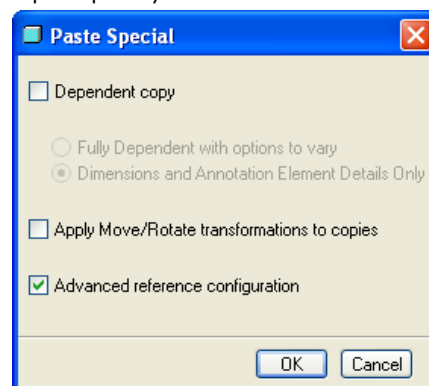 Paste Special
Dependent copy
Fully Dependent with options to vary
Dimensions and Annotation Element Details Only
Apply Move/Rotate transformations to copies
Advanced reference configuration
OK Cancel